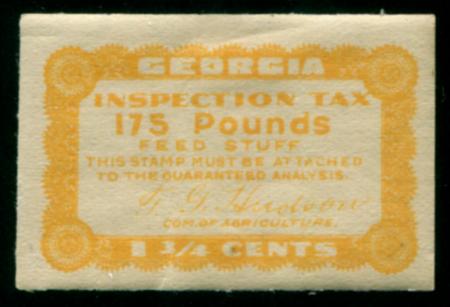 GEORGIA
INSPECTION TAX
175 Pounds
FEED STUFF
THIS STAMP MUST BE ATTACHED
TO THE GUARANTEED ANALYSIS.
T. G. Hudson
COM. OF AGRICULTURE.
1 3/4 CENTS